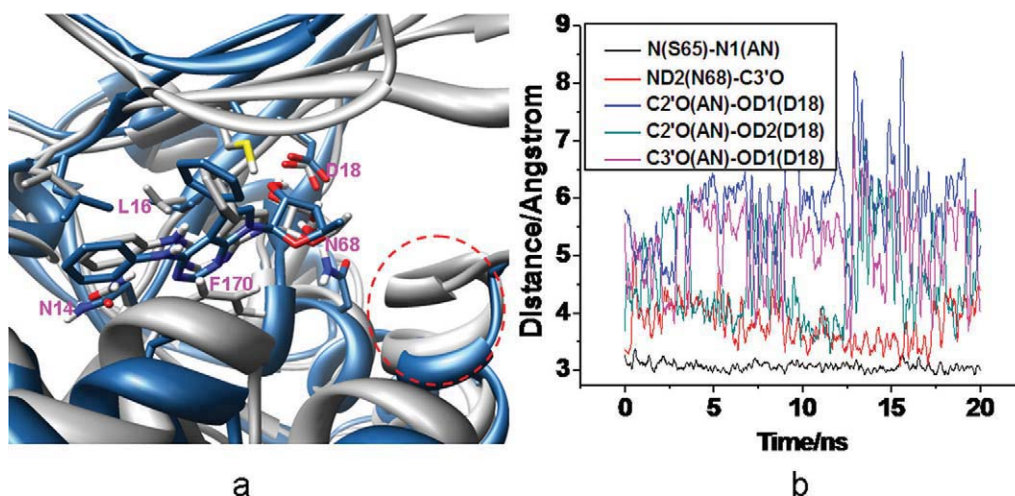 L16
D18
N68
F170
N14
a
9
8
7
6
5
4
3
DIstance/Angstrom
N(S65)-N1(AN)
ND2(N68)-C3'O
C2'O(AN)-OD1(D18)
C2'O(AN)-OD2(D18)
C3'O(AN)-OD1(D18)
0 5 10 15 20
Time/ns
b